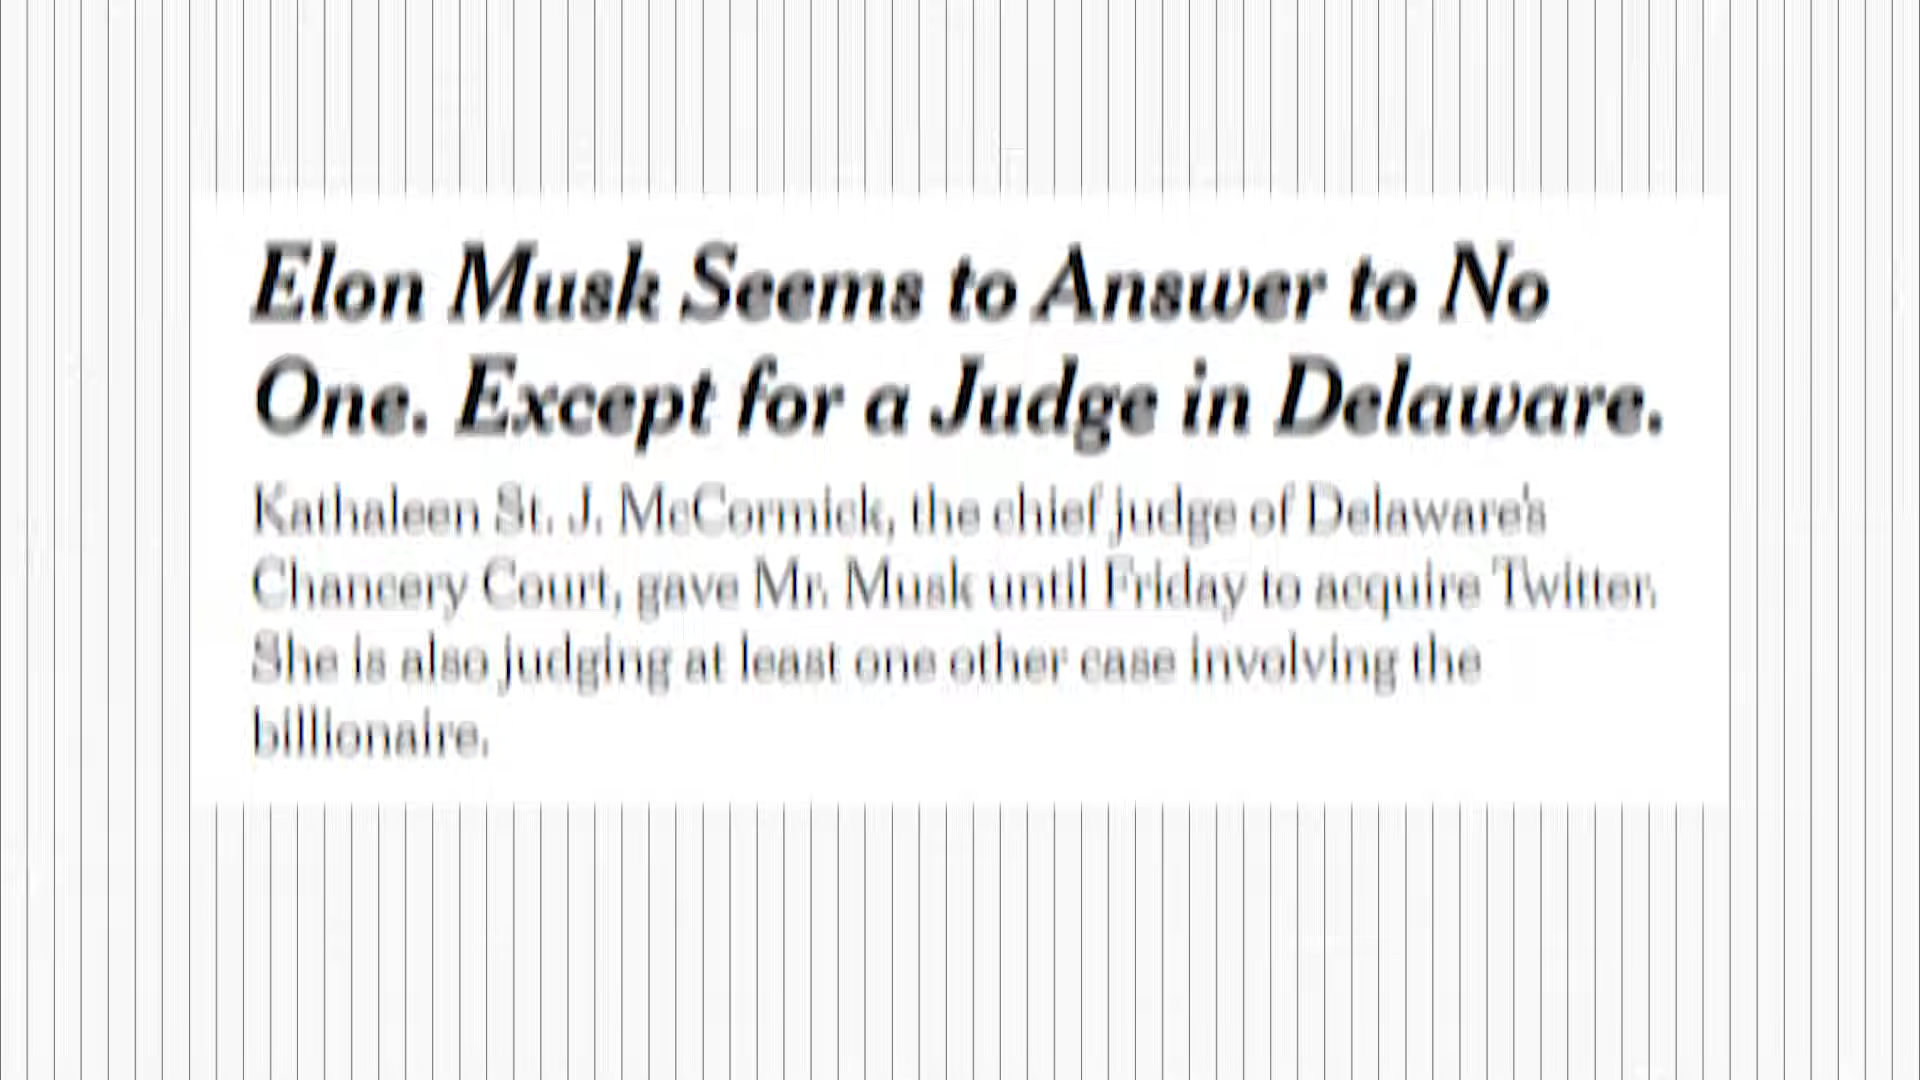 Elon Musk Seems to Answer to No
One. Except for a Judge in Delaware.
Kathaleen St. J. McCormick, the chief judge of Delaware's
Chancery Court, gave Mr. Musk until Friday to acquire Twitter.
She is also judging at least one other case involving the
billionaire.